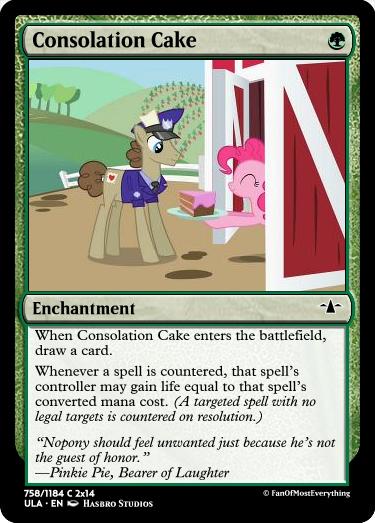 Consolation Cake
Enchantment
When Consolation Cake enters the battlefield,
draw a card.
Whenever a spell is countered, that spell's
controller may gain life equal to that spell's
converted mana cost. (A targeted spell with no
legal targets is countered on resolution.)
“Nopony should feel unwanted just because he's not
the guest of honor.”
—Pinkie Pie, Bearer of Laughter
758/1184 C 2x14
ULA • EN Hasbro Studios
© FanOfMostEverything